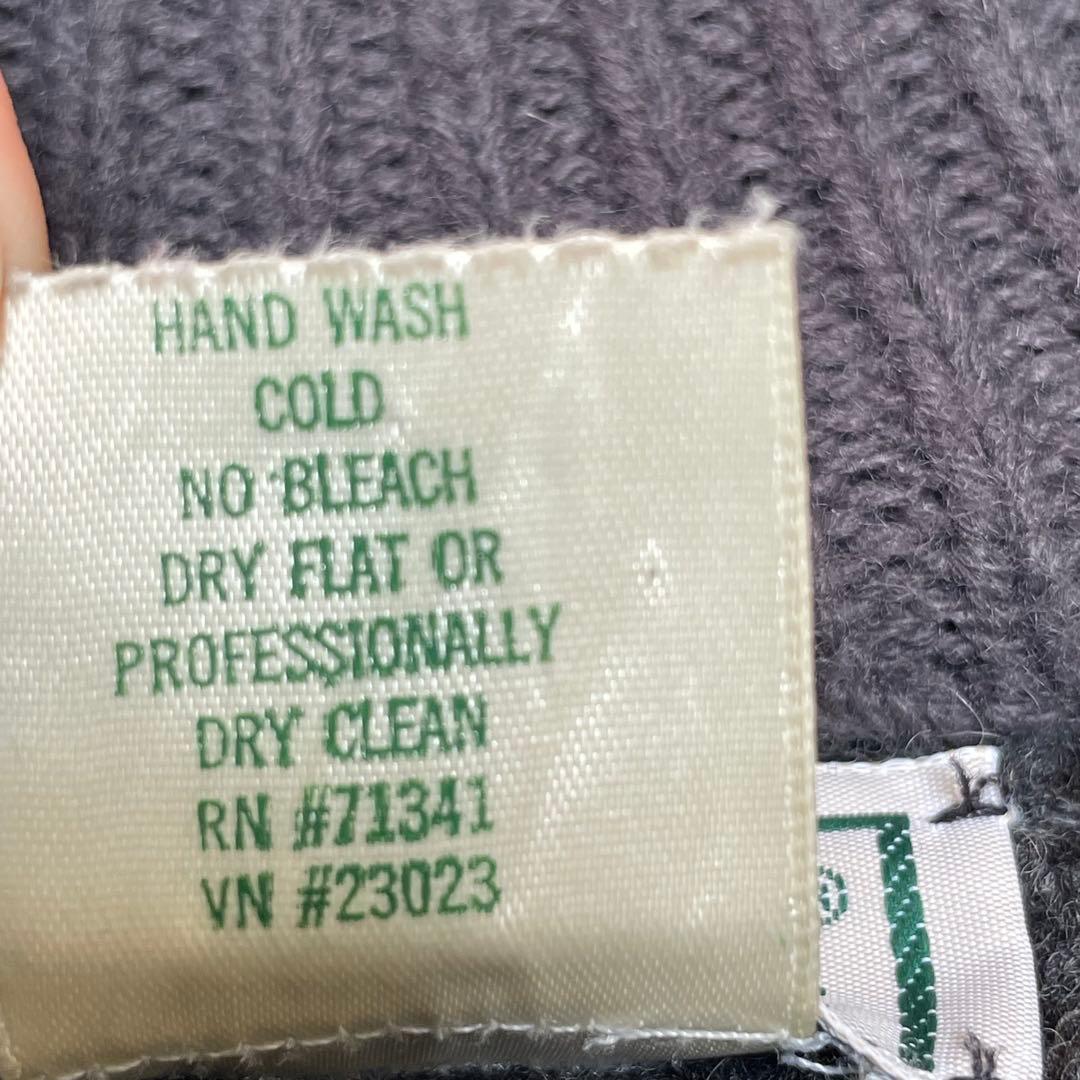 HAND WASH
COLD
NO BLEACH
DRY FLAT OR
PROFESSIONALLY
DRY CLEAN
RN #71341
VN #23023
®